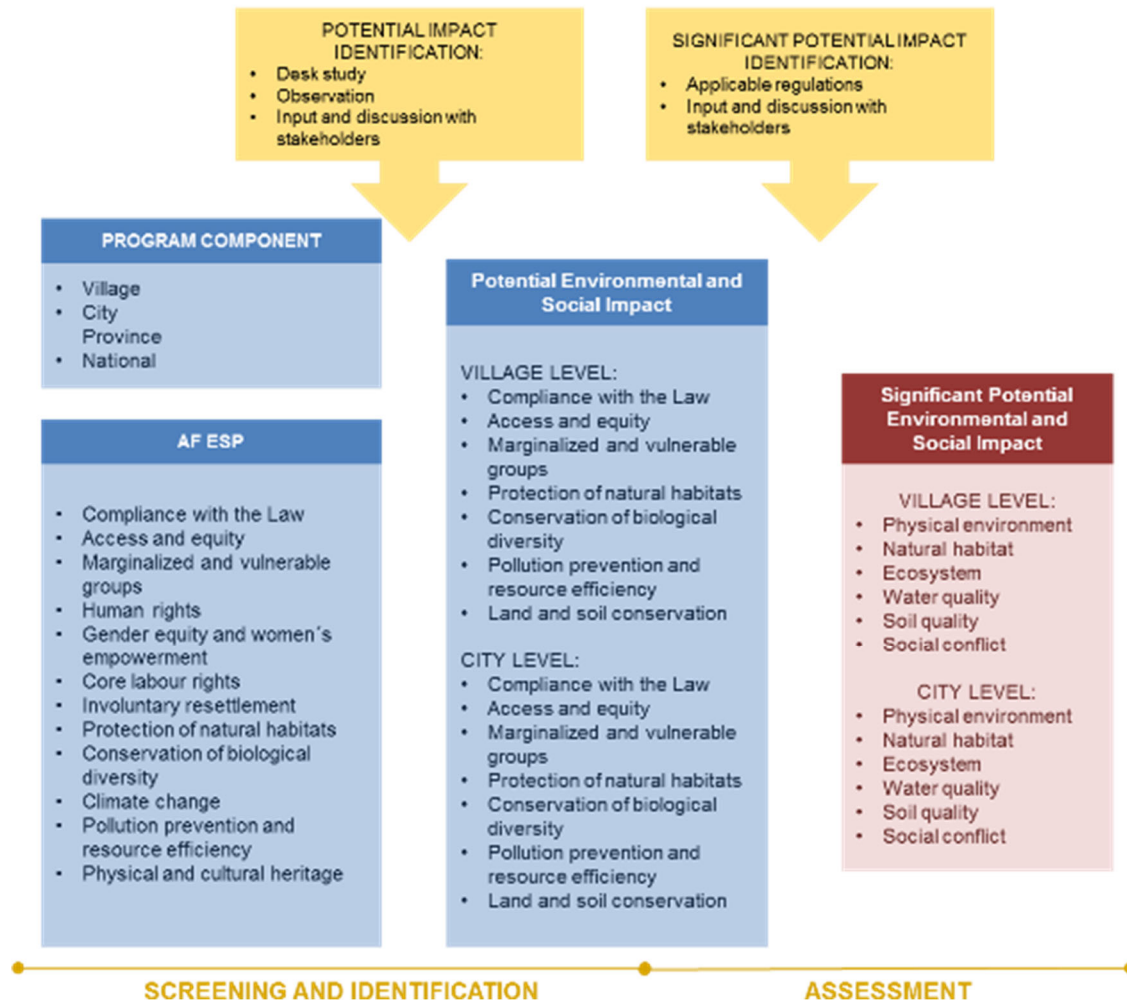 POTENTIAL IMPACT
IDENTIFICATION:
• Desk study
• Observation
• Input and discussion with
stakeholders
SIGNIFICANT POTENTIAL IMPACT
IDENTIFICATION:
• Applicable regulations
• Input and discussion with
stakeholders
PROGRAM COMPONENT
• Village
• City
Province
• National
AF ESP
• Compliance with the Law
• Access and equity
• Marginalized and vulnerable
groups
• Human rights
• Gender equity and women´s
empowerment
• Core labour rights
• Involuntary resettlement
• Protection of natural habitats
• Conservation of biological
diversity
• Climate change
• Pollution prevention and
resource efficiency
• Physical and cultural heritage
Potential Environmental and
Social Impact
VILLAGE LEVEL:
• Compliance with the Law
• Access and equity
• Marginalized and vulnerable
groups
• Protection of natural habitats
• Conservation of biological
diversity
• Pollution prevention and
resource efficiency
• Land and soil conservation
CITY LEVEL:
• Compliance with the Law
• Access and equity
• Marginalized and vulnerable
groups
• Protection of natural habitats
• Conservation of biological
diversity
• Pollution prevention and
resource efficiency
• Land and soil conservation
Significant Potential
Environmental and
Social Impact
VILLAGE LEVEL:
• Physical environment
• Natural habitat
• Ecosystem
• Water quality
• Soil quality
• Social conflict
CITY LEVEL:
• Physical environment
• Natural habitat
• Ecosystem
• Water quality
• Soil quality
• Social conflict
SCREENING AND IDENTIFICATION
ASSESSMENT